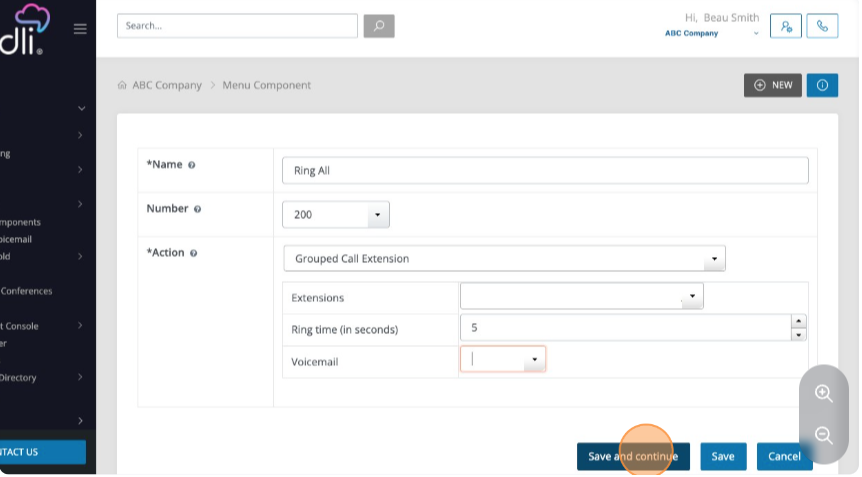 dli.
Search...
Hi, Beau Smith
ABC Company
ABC Company > Menu Component
NEW
ng
mponents
oicemail
old
Conferences
t Console
er
Directory
TACT US
*Name
Ring All
Number
200
*Action
Grouped Call Extension
Extensions
Ring time (in seconds)
5
Voicemail
Save and continue
Save
Cancel